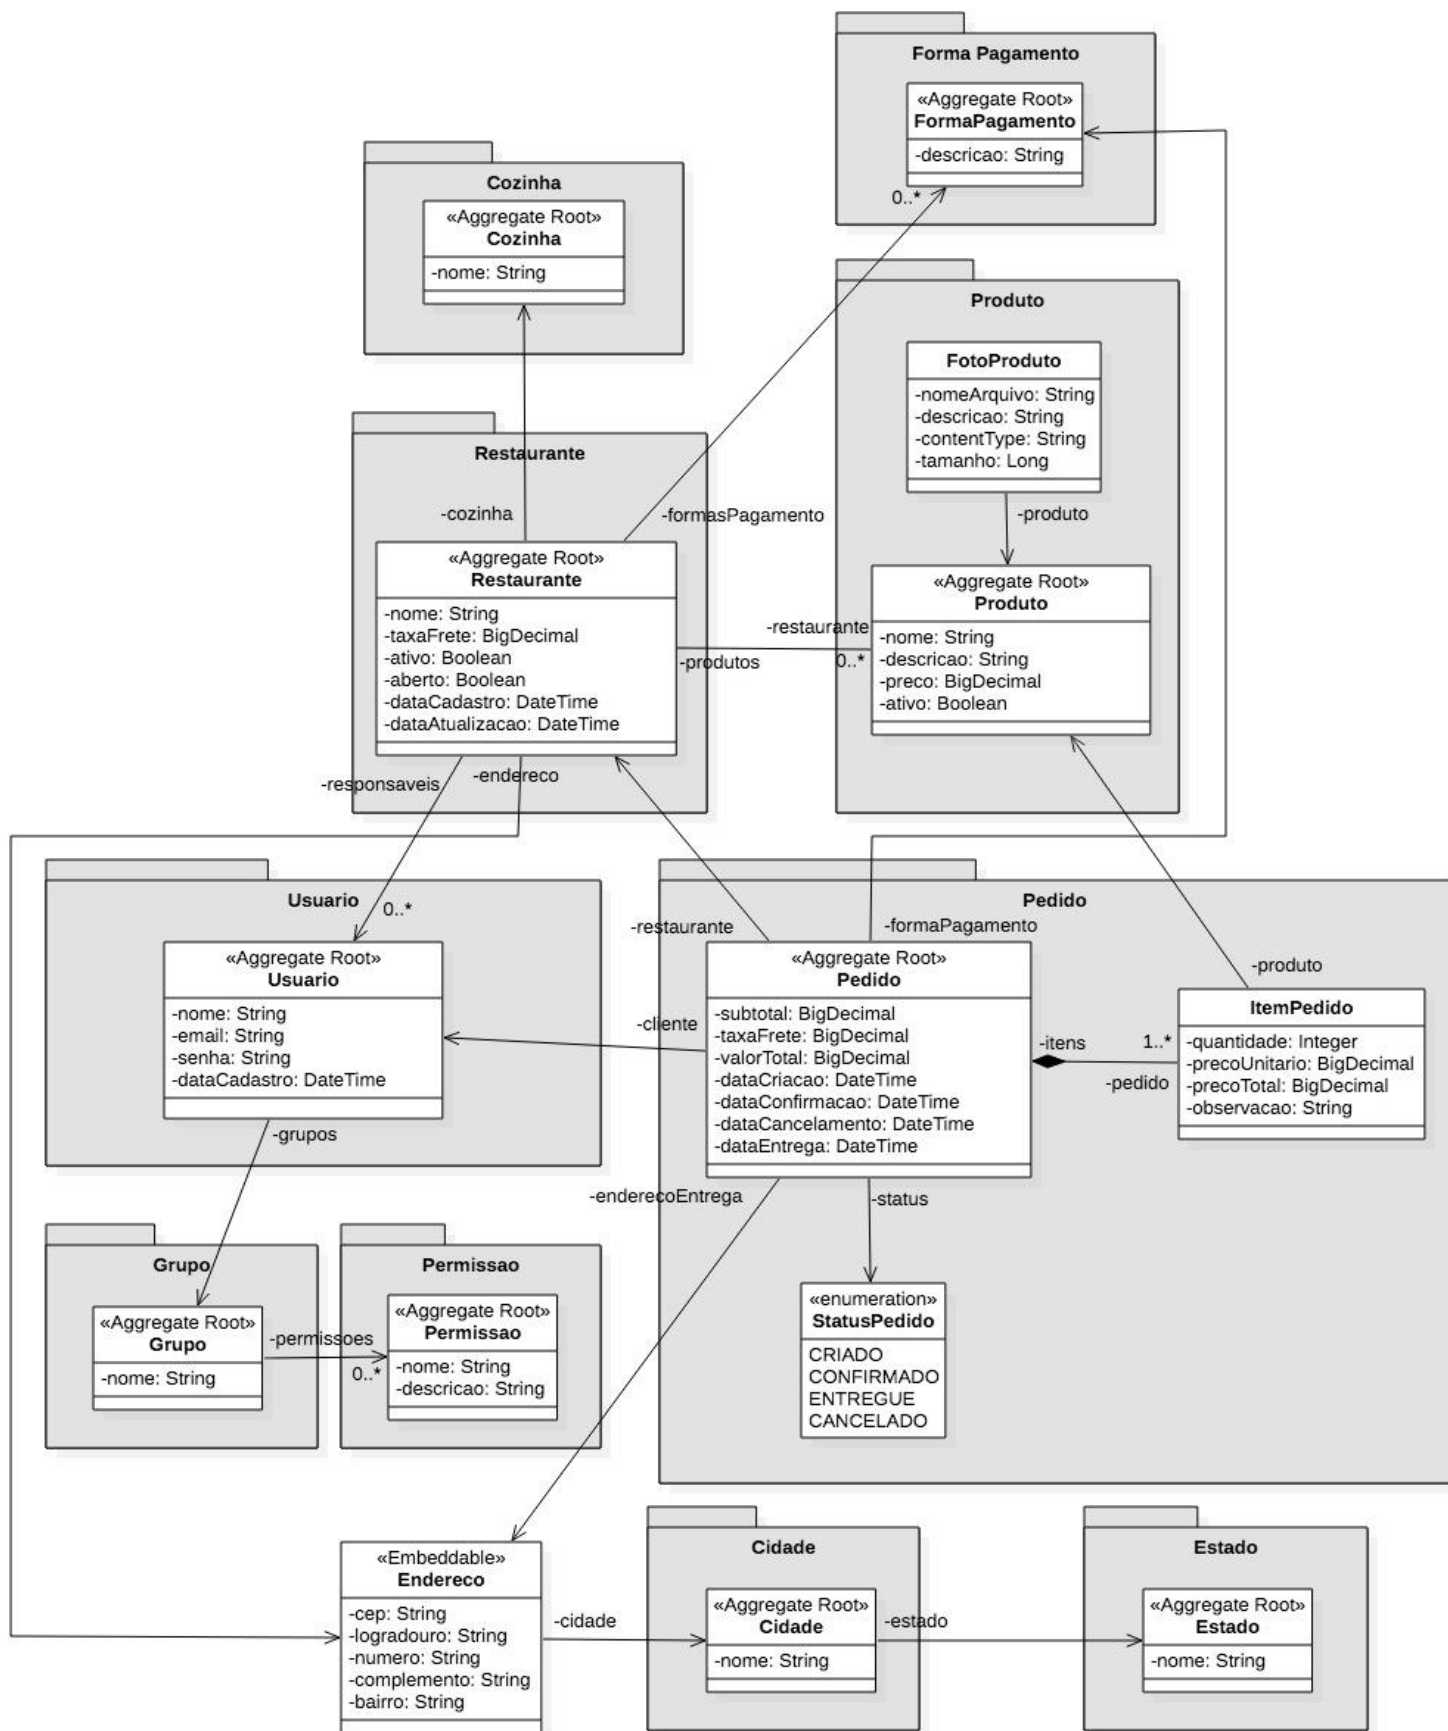 Forma Pagamento
«Aggregate Root»
FormaPagamento
-descricao: String
0..*
Cozinha
«Aggregate Root»
Cozinha
-nome: String
Produto
FotoProduto
-nomeArquivo: String
-descricao: String
-contentType: String
-tamanho: Long
-produto
«Aggregate Root»
Produto
-nome: String
-descricao: String
-preco: BigDecimal
-ativo: Boolean
Restaurante
-cozinha
-formasPagamento
«Aggregate Root»
Restaurante
-nome: String
-taxaFrete: BigDecimal
-ativo: Boolean
-aberto: Boolean
-dataCadastro: DateTime
-dataAtualizacao: DateTime
-restaurante
-produtos
0..*
-responsaveis
-endereco
Usuario
0..*
«Aggregate Root»
Usuario
-nome: String
-email: String
-senha: String
-dataCadastro: DateTime
-grupos
Pedido
-restaurante
-formaPagamento
«Aggregate Root»
Pedido
-subtotal: BigDecimal
-taxaFrete: BigDecimal
-valorTotal: BigDecimal
-dataCriacao: DateTime
-dataConfirmacao: DateTime
-dataCancelamento: DateTime
-dataEntrega: DateTime
-cliente
-produto
ItemPedido
-quantidade: Integer
-precoUnitario: BigDecimal
-precoTotal: BigDecimal
-observacao: String
-itens
1..*
-pedido
-enderecoEntrega
-status
«enumeration»
StatusPedido
CRIADO
CONFIRMADO
ENTREGUE
CANCELADO
Grupo
«Aggregate Root»
Grupo
-nome: String
-permissoes
0..*
Permissao
«Aggregate Root»
Permissao
-nome: String
-descricao: String
«Embeddable»
Endereco
-cep: String
-logradouro: String
-numero: String
-complemento: String
-bairro: String
-cidade
Cidade
«Aggregate Root»
Cidade
-nome: String
-estado
Estado
«Aggregate Root»
Estado
-nome: String